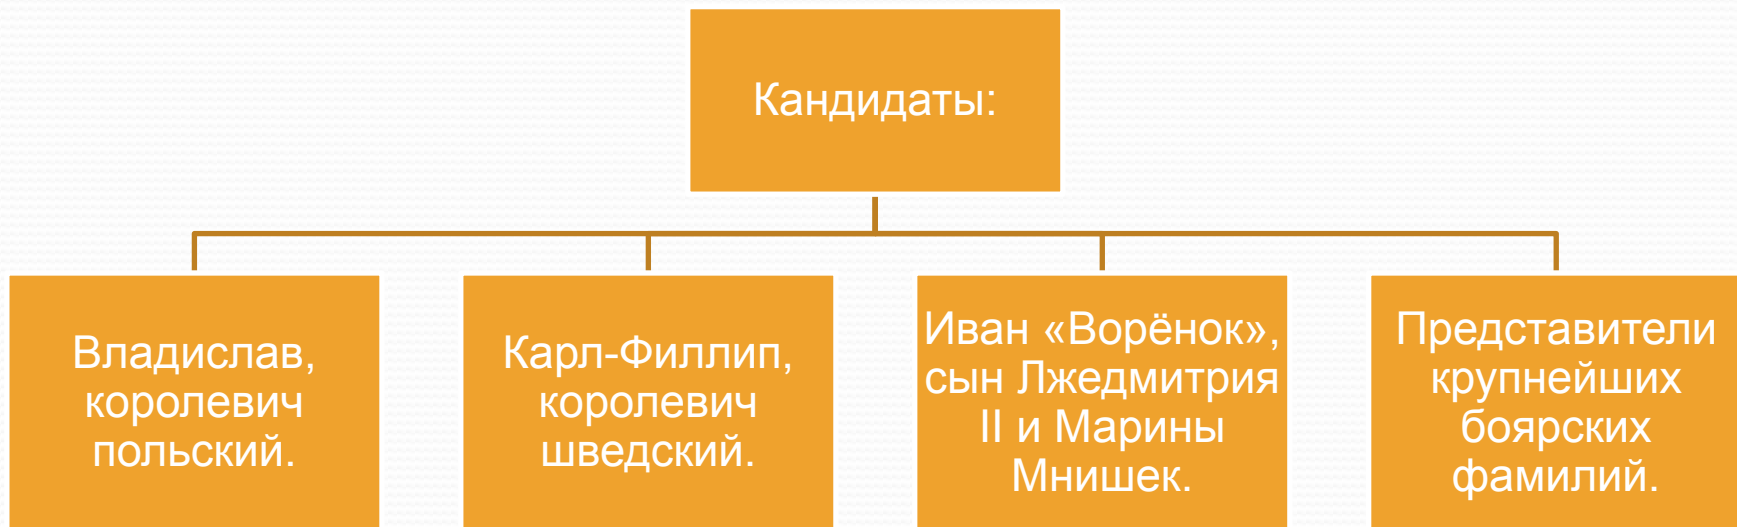 Кандидаты:
Владислав,
королевич
польский.
Карл-Филлип,
королевич
шведский.
Иван «Ворёнок»,
сын Лжедмитрия
II и Марины
Мнишек.
Представители
крупнейших
боярских
фамилий.